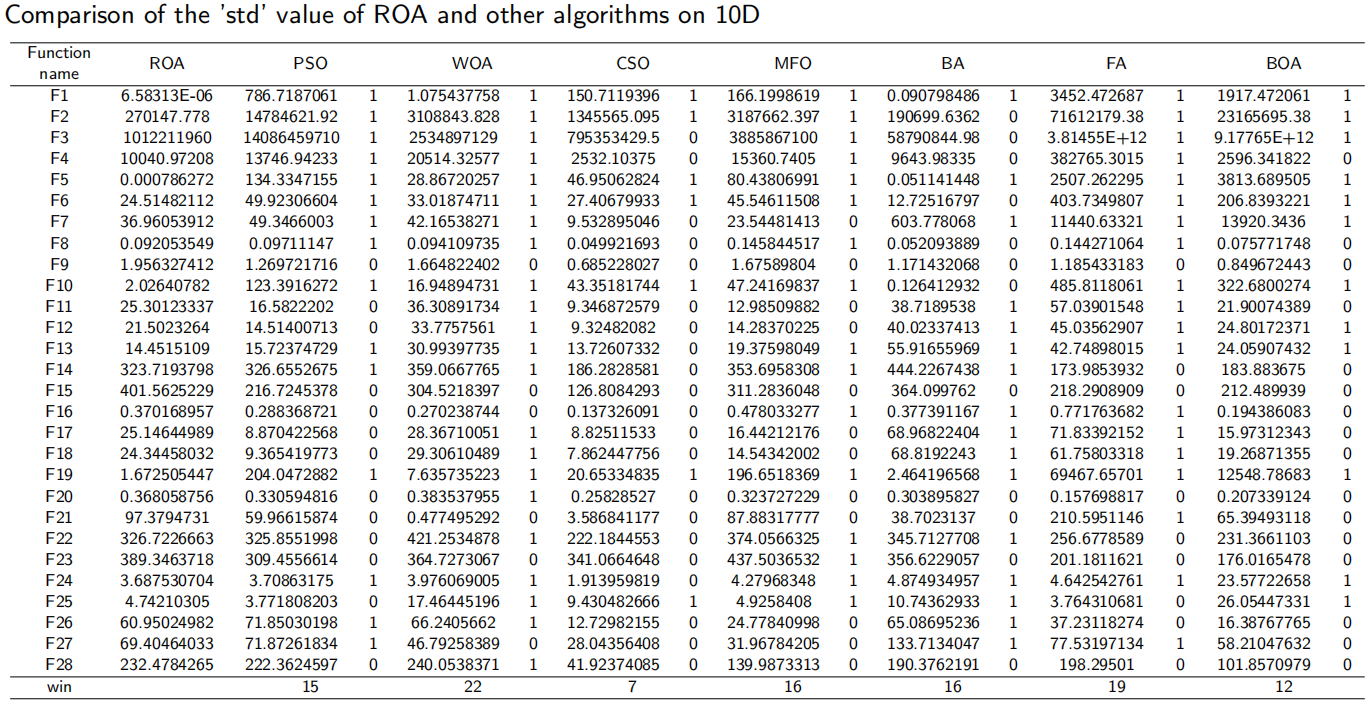 Comparison of the 'std' value of ROA and other algorithms on 10D
Function name ROA PSO WOA CSO MFO BA FA BOA
F1 6.58313E-06 786.7187061 1 1.075437758 1 150.7119396 1 166.1998619 1 0.090798486 1 3452.472687 1 1917.472061 1
F2 270147.778 14784621.92 1 3108843.828 1 1345565.095 1 3187662.397 1 190699.6362 0 71612179.38 1 23165695.38 1
F3 1012211960 14086459710 1 2534897129 1 795353429.5 0 3885867100 1 58790844.98 0 3.81455E+12 1 9.17765E+12 1
F4 10040.97208 13746.94233 1 20514.32577 1 2532.10375 0 15360.7405 1 9643.98335 0 382765.3015 1 2596.341822 0
F5 0.000786272 134.3347155 1 28.86720257 1 46.95062824 1 80.43806991 1 0.051141448 1 2507.262295 1 3813.689505 1
F6 24.51482112 49.92306604 1 33.01874711 1 27.40679933 1 45.54611508 1 12.72516797 0 403.7349807 1 206.8393221 1
F7 36.96053912 49.3466003 1 42.16538271 1 9.532895046 0 23.54481413 0 603.778068 1 11440.63321 1 13920.3436 1
F8 0.092053549 0.09711147 1 0.094109735 1 0.049921693 0 0.145844517 1 0.052093889 0 0.144271064 1 0.075771748 0
F9 1.956327412 1.269721716 0 1.664822402 0 0.685228027 0 1.67589804 0 1.171432068 0 1.185433183 0 0.849672443 0
F10 2.02640782 123.3916272 1 16.94894731 1 43.35181744 1 47.24169837 1 0.126412932 0 485.8118061 1 322.6800274 1
F11 25.30123337 16.5822202 0 36.30891734 1 9.346872579 0 12.98509882 0 38.7189538 1 57.03901548 1 21.90074389 0
F12 21.5023264 14.51400713 0 33.7757561 1 9.32482082 0 14.28370225 0 40.02337413 1 45.03562907 1 24.80172371 1
F13 14.4515109 15.72374729 1 30.99397735 1 13.72607332 0 19.37598049 1 55.91655969 1 42.74898015 1 24.05907432 1
F14 323.7193798 326.6552675 1 359.0667765 1 186.2828581 0 353.6958308 1 444.2267438 1 173.9853932 0 183.883675 0
F15 401.5625229 216.7245378 0 304.5218397 0 126.8084293 0 311.2836048 0 364.099762 0 218.2908909 0 212.489939 0
F16 0.370168957 0.288368721 0 0.270238744 0 0.137326091 0 0.478033277 1 0.377391167 1 0.771763682 1 0.194386083 0
F17 25.14644989 8.870422568 0 28.36710051 1 8.82511533 0 16.44212176 0 68.96822404 1 71.83392152 1 15.97312343 0
F18 24.34458032 9.365419773 0 29.30610489 1 7.862447756 0 14.54342002 0 68.8192243 1 61.75803318 1 19.26871355 0
F19 1.672505447 204.0472882 1 7.635735223 1 20.65334835 1 196.6518369 1 2.464196568 1 69467.65701 1 12548.78683 1
F20 0.368058756 0.330594816 0 0.383537955 1 0.25828527 0 0.323727229 0 0.303895827 0 0.157698817 0 0.207339124 0
F21 97.3794731 59.96615874 0 0.477495292 0 3.586841177 0 87.88317777 0 38.7023137 0 210.5951146 1 65.39493118 0
F22 326.7226663 325.8551998 0 421.2534878 1 222.1844553 0 374.0566325 1 345.7127708 1 256.6778589 0 231.3661103 0
F23 389.3463718 309.4556614 0 364.7273067 0 341.0664648 0 437.5036532 1 356.6229057 0 201.1811621 0 176.0165478 0
F24 3.687530704 3.70863175 1 3.976069005 1 1.913959819 0 4.27968348 1 4.874934957 1 4.642542761 1 23.57722658 1
F25 4.74210305 3.771808203 0 17.46445196 1 9.430482666 1 4.9258408 1 10.74362933 1 3.764310681 0 26.05447331 1
F26 60.95024982 71.85030198 1 66.2405662 1 12.72982155 0 24.77840998 0 65.08695236 1 37.23118274 0 16.38767765 0
F27 69.40464033 71.87261834 1 46.79258389 0 28.04356408 0 31.96784205 0 133.7134047 1 77.53197134 1 58.21047632 0
F28 232.4784265 222.3624597 0 240.0538371 1 41.92374085 0 139.9873313 0 190.3762191 0 198.29501 0 101.8570979 0
win 15 22 7 16 16 19 12